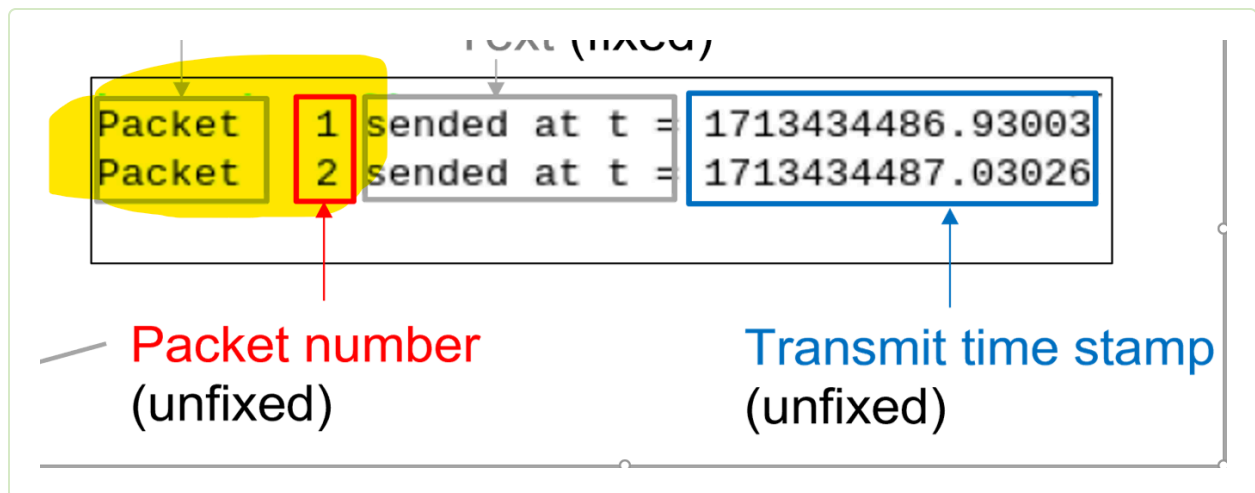 Text (fixed)
Packet 1 sended at t = 1713434486.93003
Packet 2 sended at t = 1713434487.03026
Packet number
(unfixed)
Transmit time stamp
(unfixed)